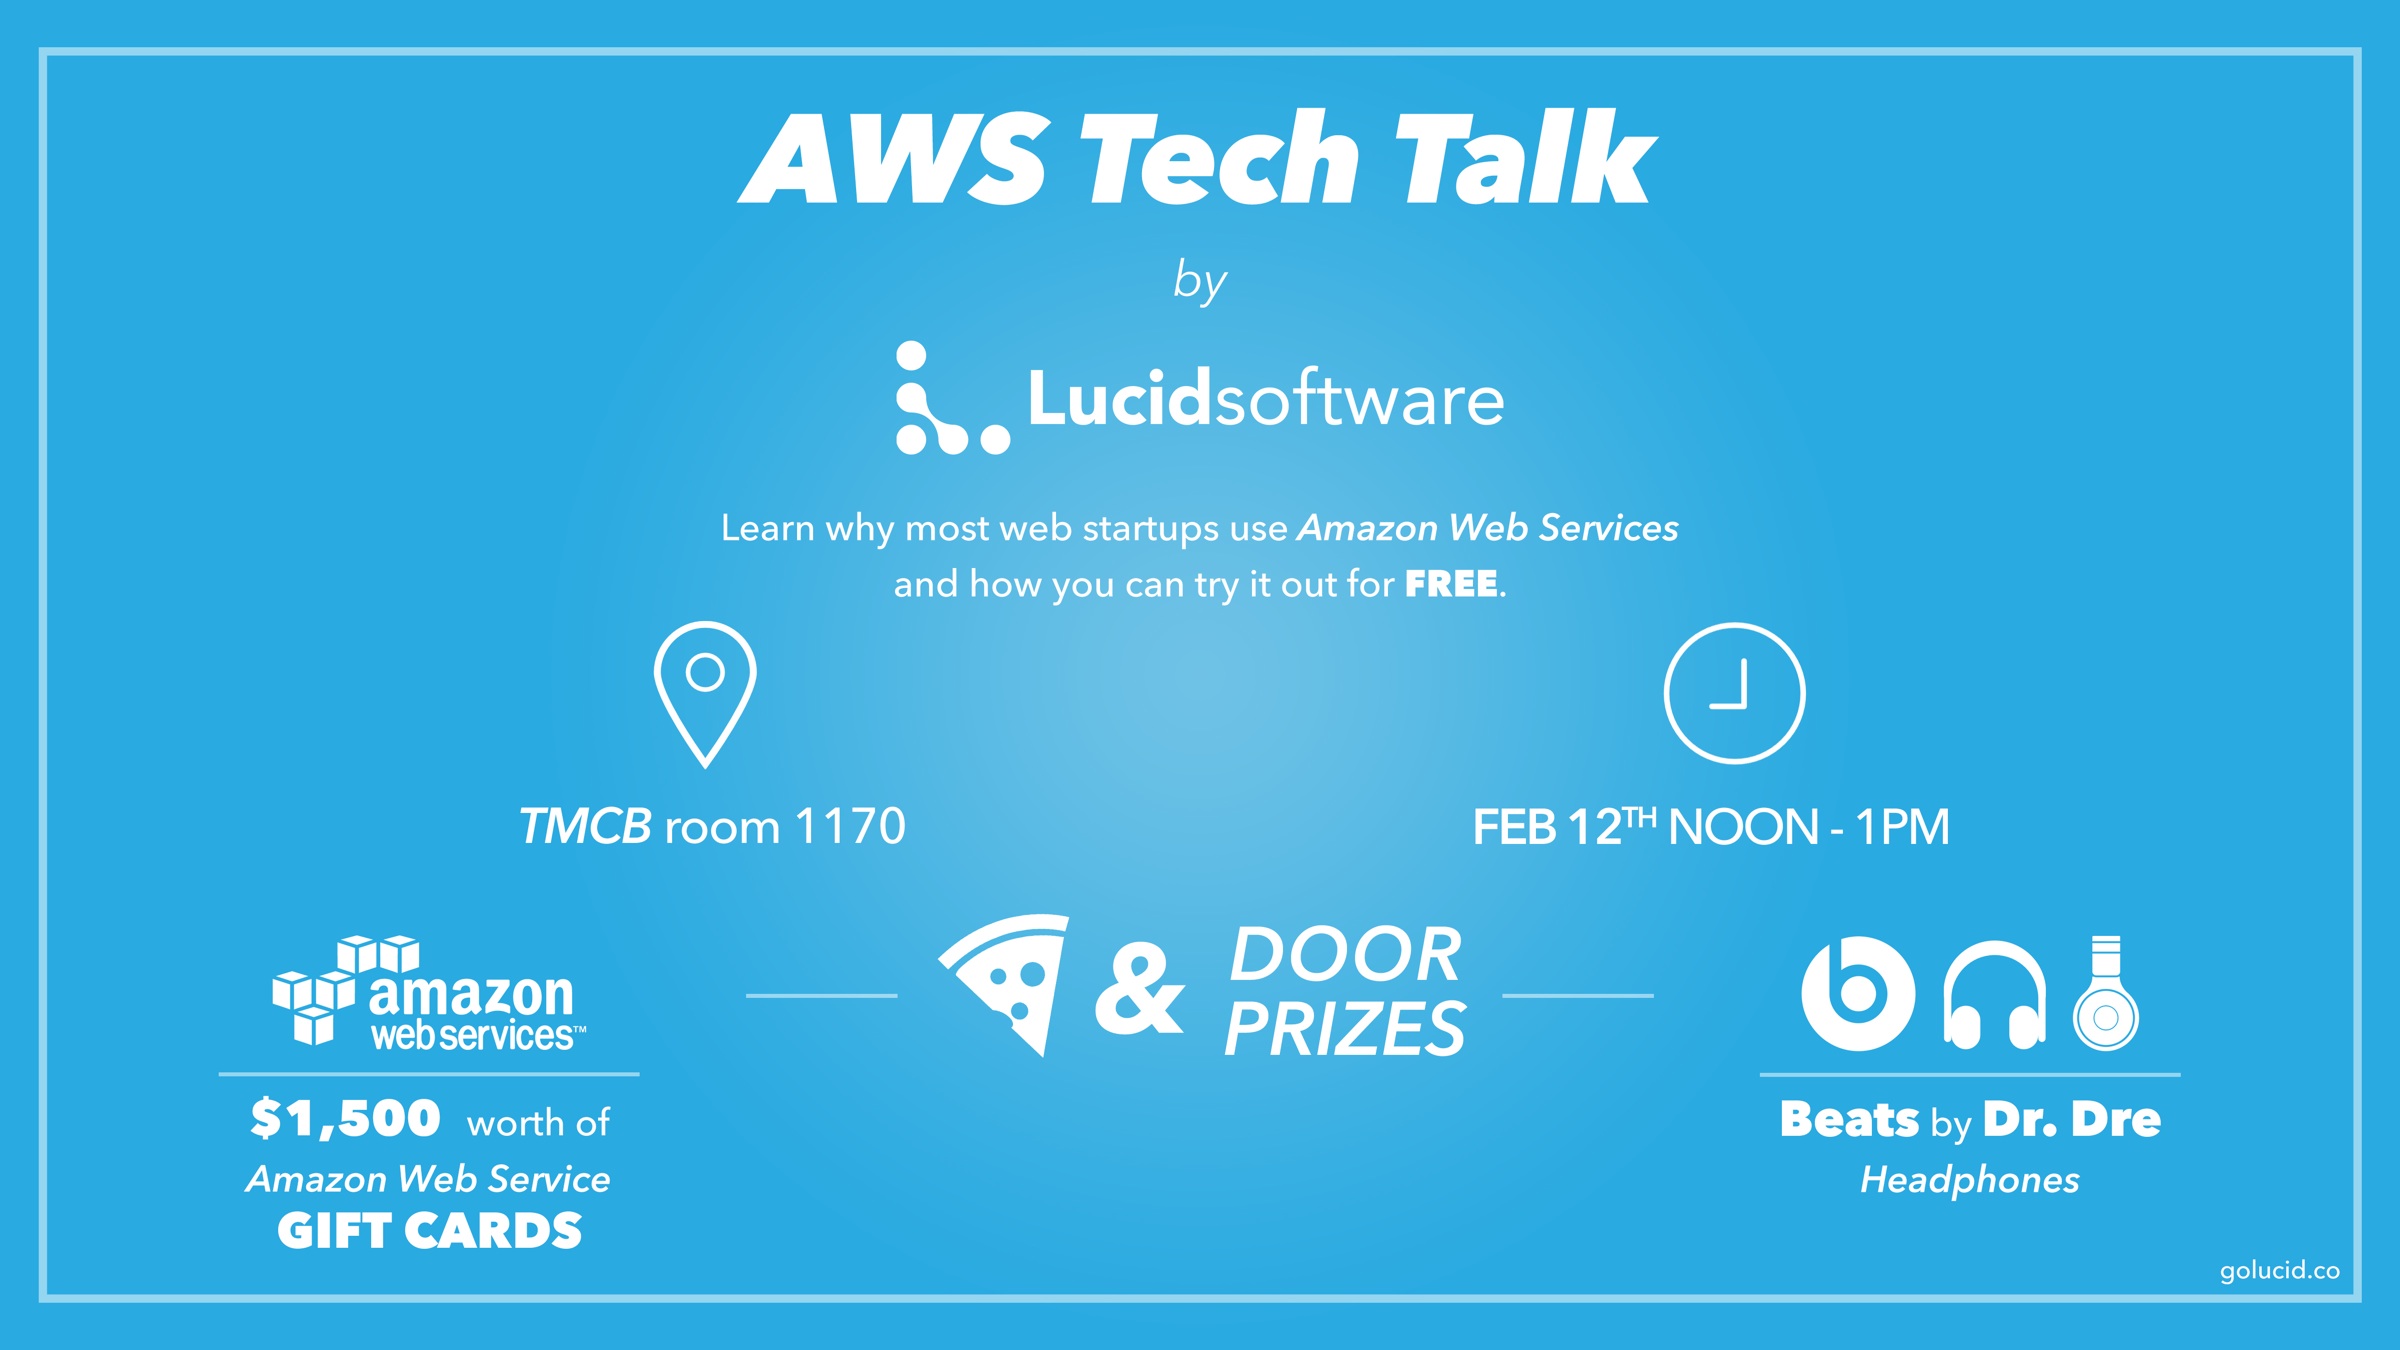 AWS Tech Talk
by
Lucidsoftware
Learn why most web startups use Amazon Web Services
and how you can try it out for FREE.
TMCB room 1170
FEB 12TH NOON - 1PM
& DOOR
PRIZES
amazon
web services™
$1,500 worth of
Amazon Web Service
GIFT CARDS
b
Beats by Dr. Dre
Headphones
golucid.co